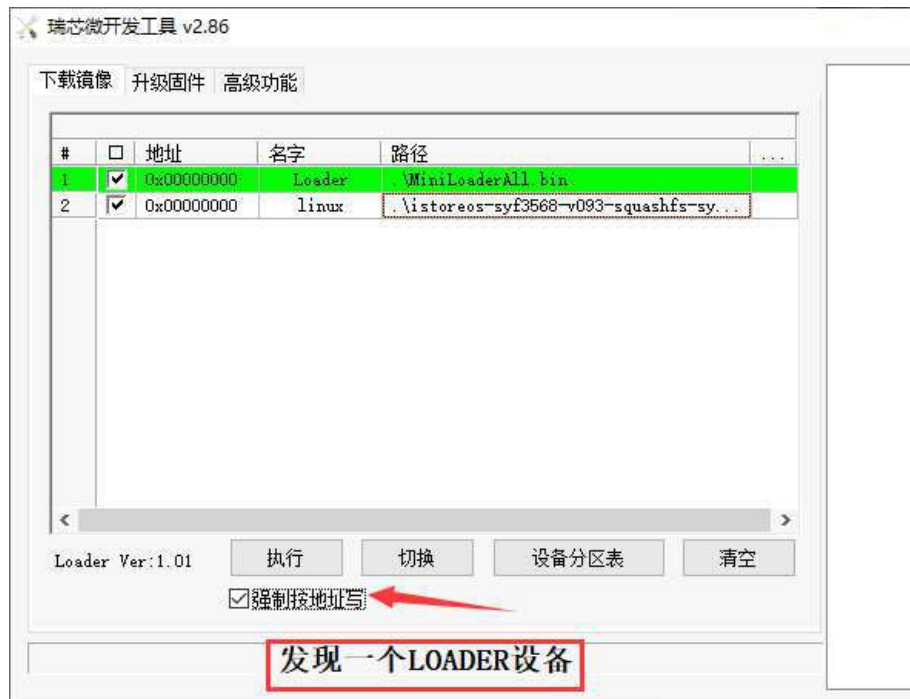 瑞芯微开发工具 v2.86
下载镜像 升级固件 高级功能
# 地址 名字 路径 ...
1 0x00000000 Loader .\MiniLoaderAll.bin
2 0x00000000 linux .\istoreos-syf3568-v093-squashfs-sy...
Loader Ver:1.01 执行 切换 设备分区表 清空
强制按地址写
发现一个LOADER设备